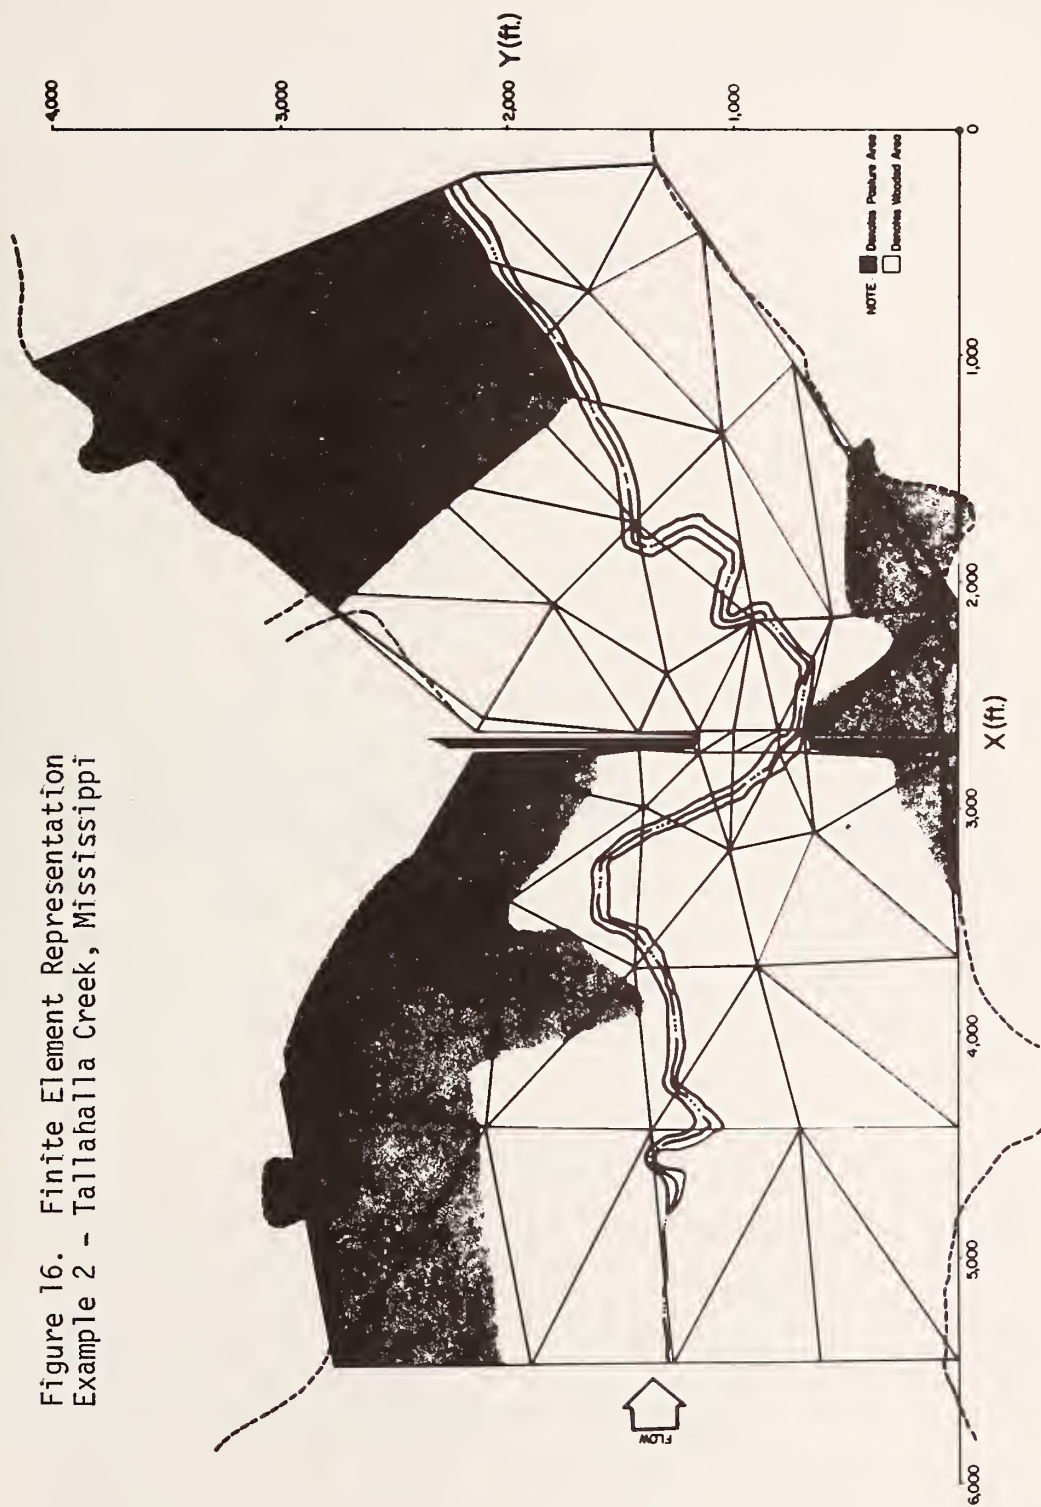 Figure 16. Finite Element Representation
Example 2 - Tallahalla Creek, Mississippi
Y (ft.)
4,000
3,000
2,000
1,000
0
1,000
2,000
3,000
4,000
5,000
6,000
X (ft.)
NOTE: Denotes Pasture Area
Denotes Wooded Area
FLOW